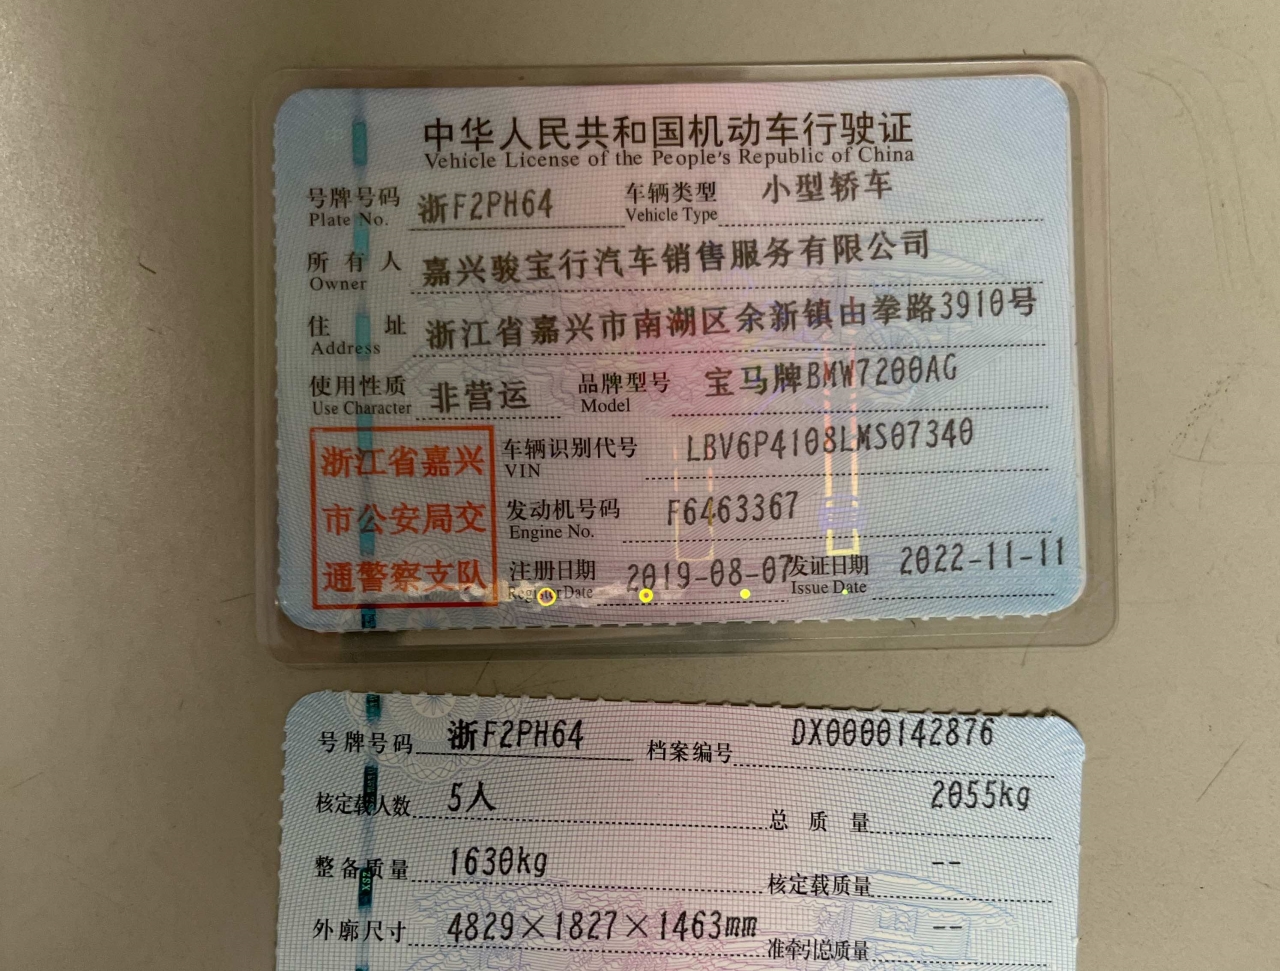 中华人民共和国机动车行驶证
Vehicle License of the People's Republic of China
号牌号码 浙F2PH64 车辆类型 小型轿车
Plate No. Vehicle Type
所有人 嘉兴骏宝行汽车销售服务有限公司
Owner
住址 浙江省嘉兴市南湖区余新镇由拳路3910号
Address
使用性质 非营运 品牌型号 宝马牌BMW7200AG
Use Character Model
浙江省嘉兴
市公安局交
通警察支队
车辆识别代号 LBV6P4108LMS07340
VIN
发动机号码 F6463367
Engine No.
注册日期 2019-08-07 发证日期 2022-11-11
Register Date Issue Date
号牌号码 浙F2PH64 档案编号 DX0000142876
核定载人数 5人 总质量 2055kg
整备质量 1630kg 核定载质量 --
外廓尺寸 4829×1827×1463mm 准牵引总质量 --